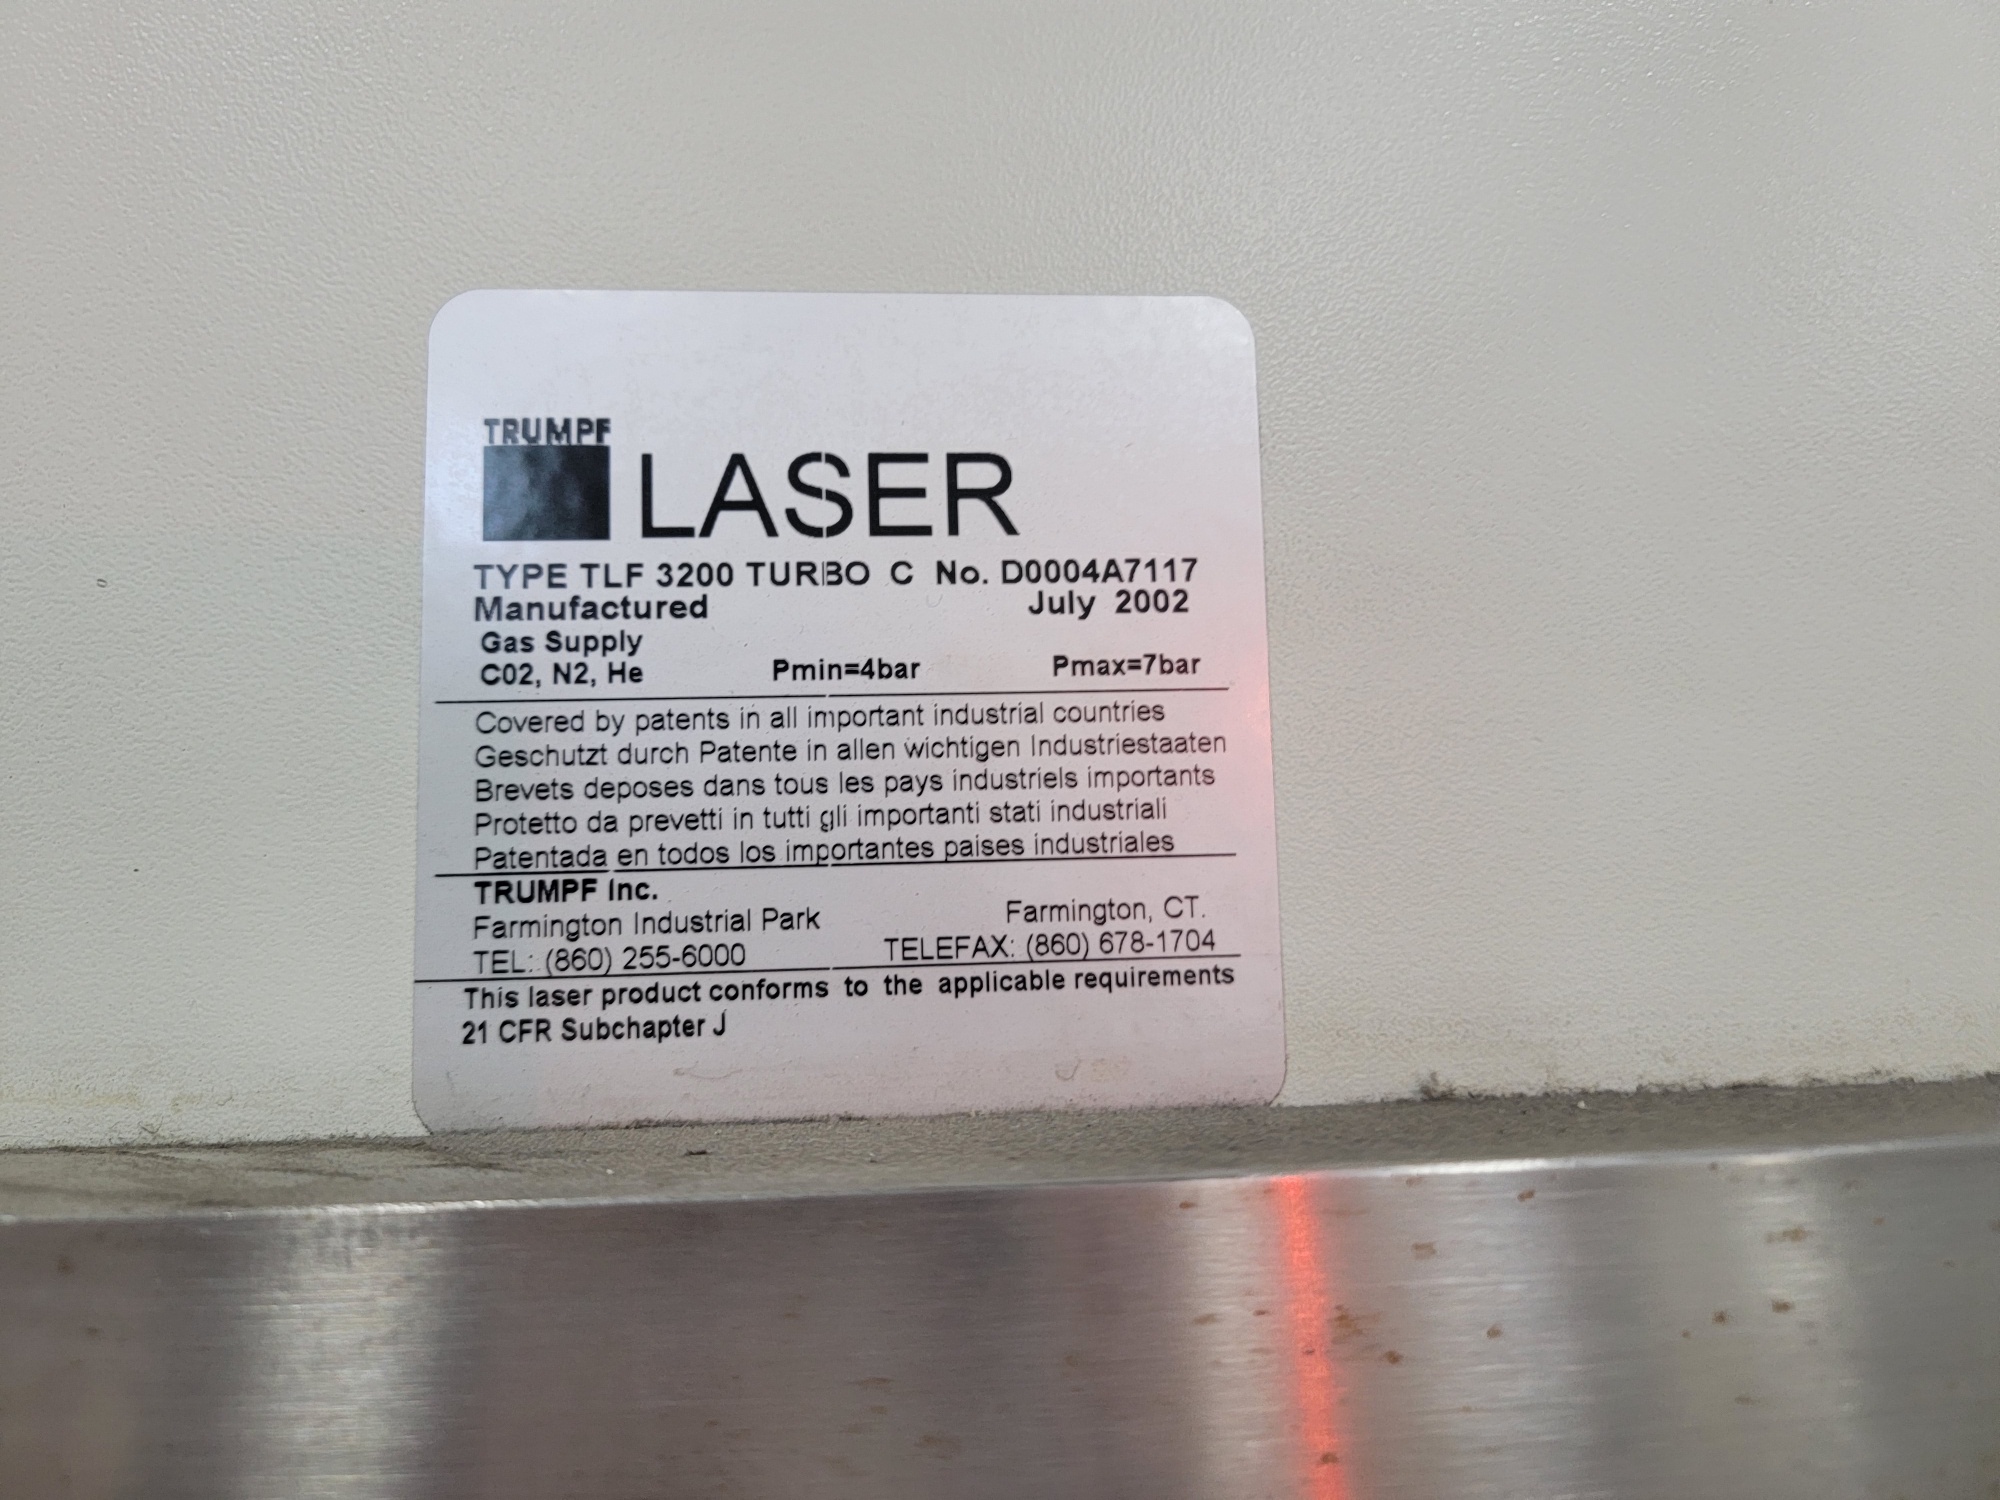 TRUMPF
LASER
TYPE TLF 3200 TURBO C No. D0004A7117
Manufactured July 2002
Gas Supply
C02, N2, He Pmin=4bar Pmax=7bar
Covered by patents in all important industrial countries
Geschutzt durch Patente in allen wichtigen Industriestaaten
Brevets deposes dans tous les pays industriels importants
Protetto da prevetti in tutti gli importanti stati industriali
Patentada en todos los importantes paises industriales
TRUMPF Inc.
Farmington Industrial Park Farmington, CT.
TEL: (860) 255-6000 TELEFAX: (860) 678-1704
This laser product conforms to the applicable requirements
21 CFR Subchapter J